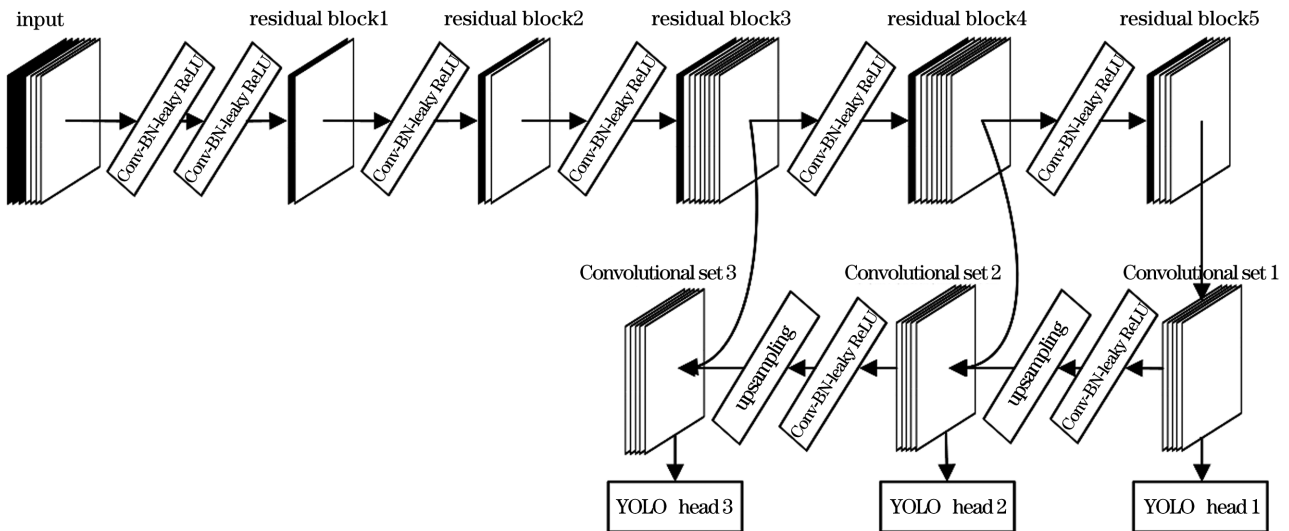 input
residual block1
residual block2
residual block3
residual block4
residual block5
Conv-BN-leaky ReLU
Conv-BN-leaky ReLU
Conv-BN-leaky ReLU
Conv-BN-leaky ReLU
Conv-BN-leaky ReLU
Conv-BN-leaky ReLU
Convolutional set 3
Convolutional set 2
Convolutional set 1
upsampling
Conv-BN-leaky ReLU
upsampling
Conv-BN-leaky ReLU
YOLO head 3
YOLO head 2
YOLO head 1